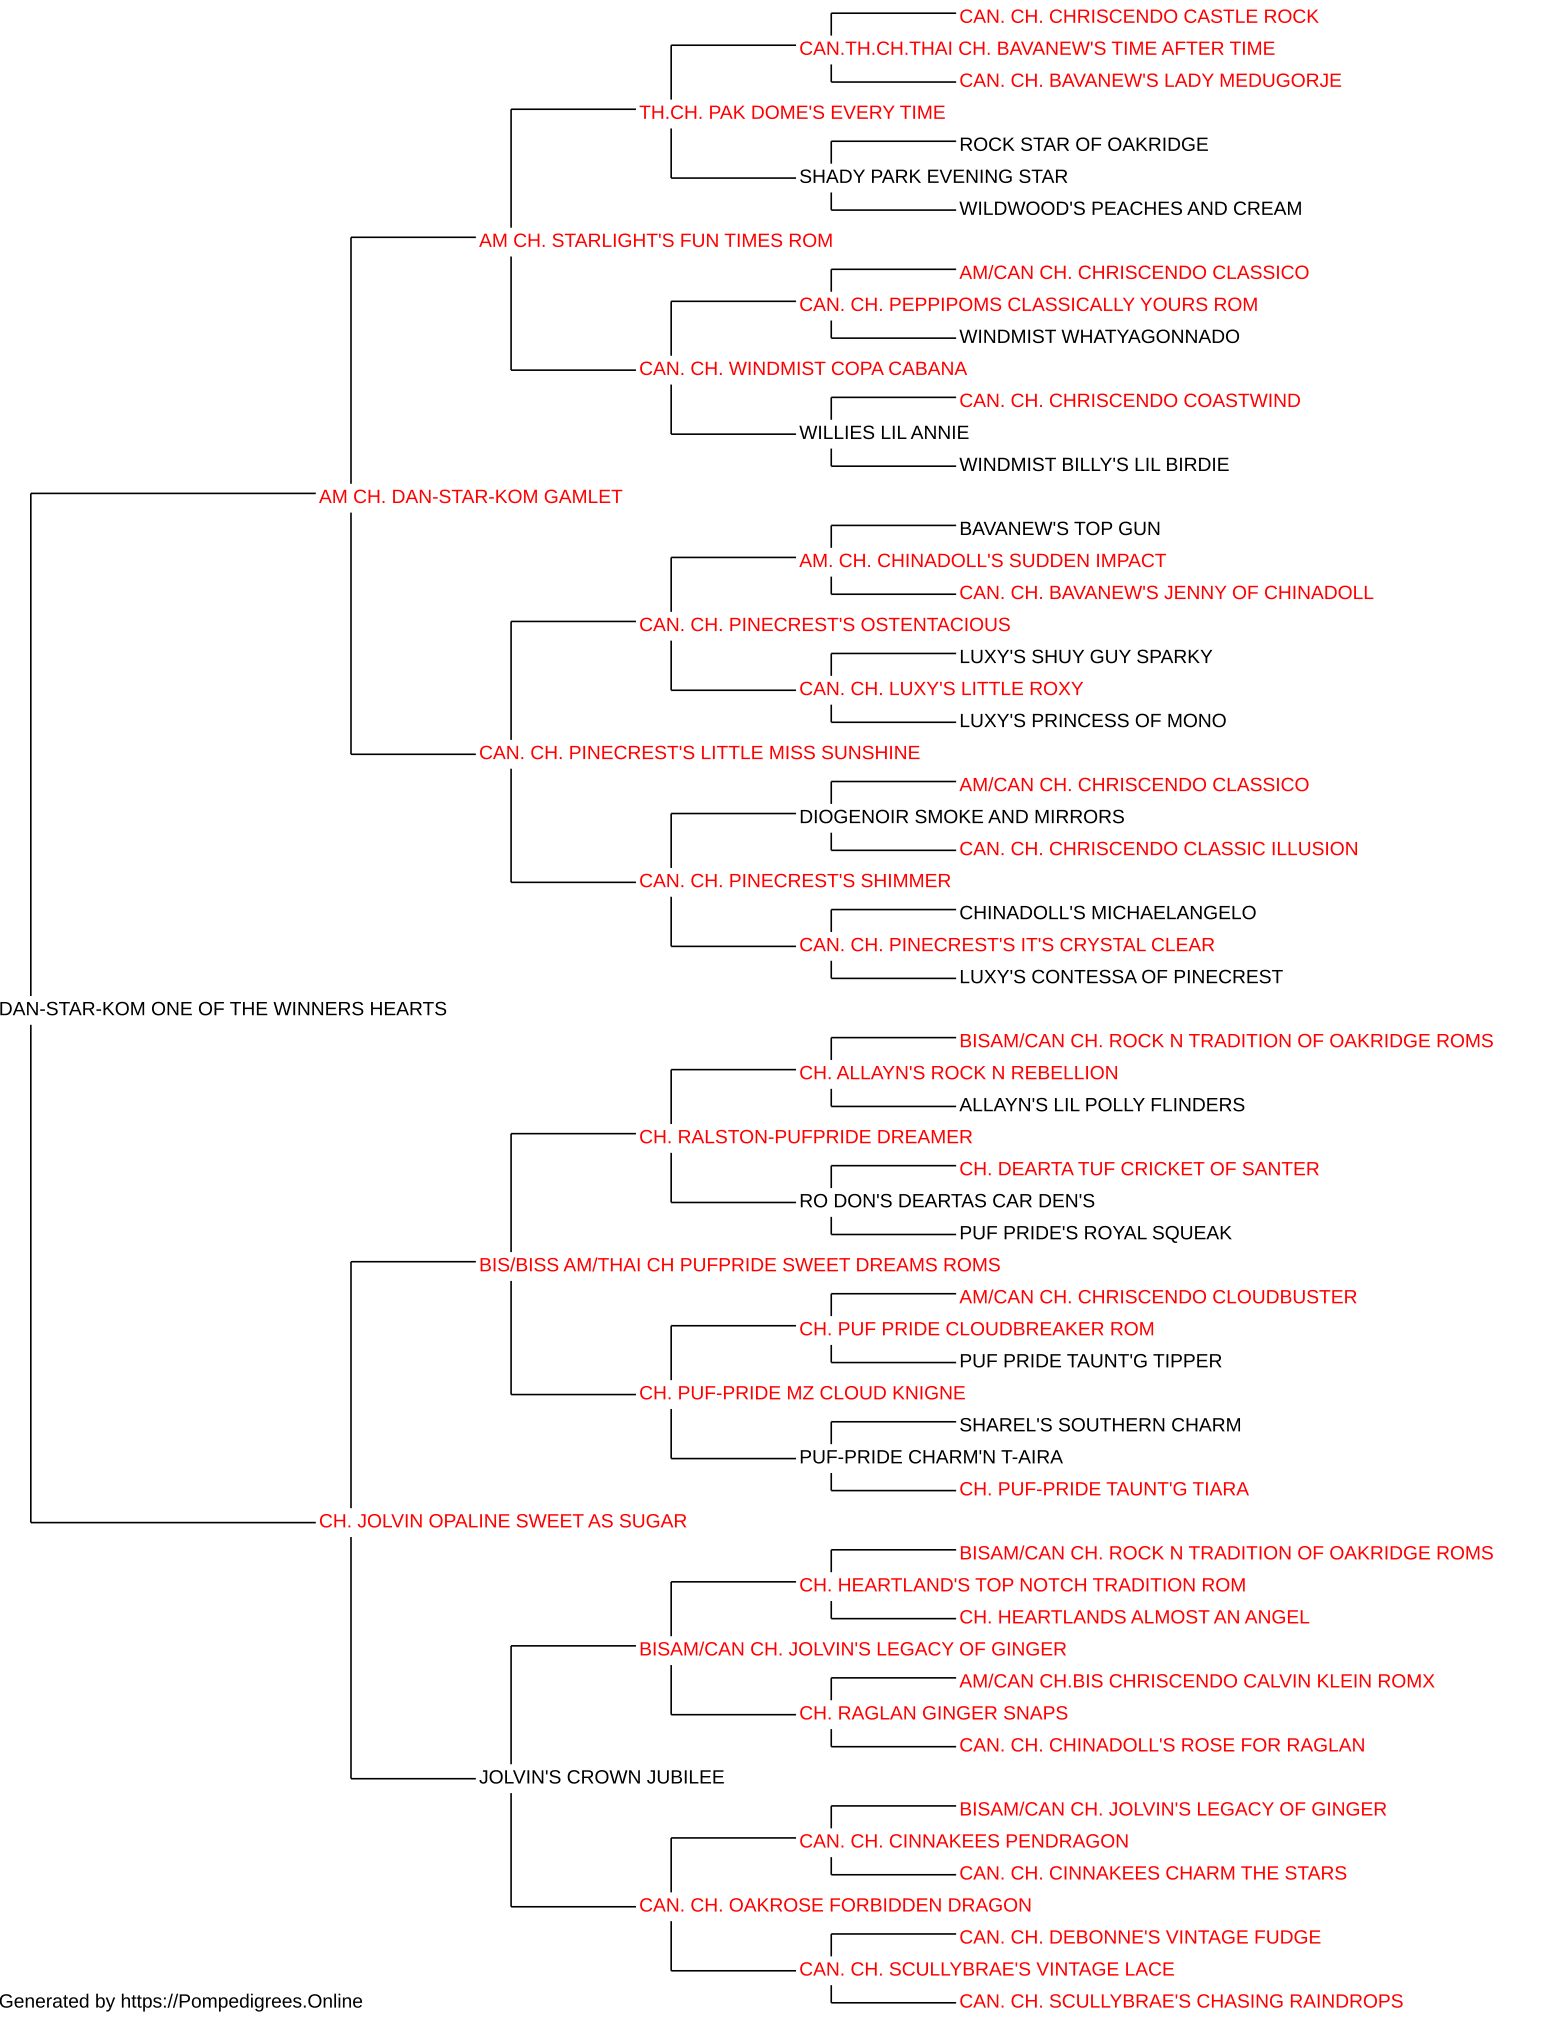 CAN. CH. CHRISCENDO CASTLE ROCK
CAN.TH.CH.THAI CH. BAVANEW'S TIME AFTER TIME
CAN. CH. BAVANEW'S LADY MEDUGORJE
TH.CH. PAK DOME'S EVERY TIME
ROCK STAR OF OAKRIDGE
SHADY PARK EVENING STAR
WILDWOOD'S PEACHES AND CREAM
AM CH. STARLIGHT'S FUN TIMES ROM
AM/CAN CH. CHRISCENDO CLASSICO
CAN. CH. PEPPIPOMS CLASSICALLY YOURS ROM
WINDMIST WHATYAGONNADO
CAN. CH. WINDMIST COPA CABANA
CAN. CH. CHRISCENDO COASTWIND
WILLIES LIL ANNIE
WINDMIST BILLY'S LIL BIRDIE
AM CH. DAN-STAR-KOM GAMLET
BAVANEW'S TOP GUN
AM. CH. CHINADOLL'S SUDDEN IMPACT
CAN. CH. BAVANEW'S JENNY OF CHINADOLL
CAN. CH. PINECREST'S OSTENTACIOUS
LUXY'S SHUY GUY SPARKY
CAN. CH. LUXY'S LITTLE ROXY
LUXY'S PRINCESS OF MONO
CAN. CH. PINECREST'S LITTLE MISS SUNSHINE
AM/CAN CH. CHRISCENDO CLASSICO
DIOGENOIR SMOKE AND MIRRORS
CAN. CH. CHRISCENDO CLASSIC ILLUSION
CAN. CH. PINECREST'S SHIMMER
CHINADOLL'S MICHAELANGELO
CAN. CH. PINECREST'S IT'S CRYSTAL CLEAR
LUXY'S CONTESSA OF PINECREST
DAN-STAR-KOM ONE OF THE WINNERS HEARTS
BISAM/CAN CH. ROCK N TRADITION OF OAKRIDGE ROMS
CH. ALLAYN'S ROCK N REBELLION
ALLAYN'S LIL POLLY FLINDERS
CH. RALSTON-PUFPRIDE DREAMER
CH. DEARTA TUF CRICKET OF SANTER
RO DON'S DEARTAS CAR DEN'S
PUF PRIDE'S ROYAL SQUEAK
BIS/BISS AM/THAI CH PUFPRIDE SWEET DREAMS ROMS
AM/CAN CH. CHRISCENDO CLOUDBUSTER
CH. PUF PRIDE CLOUDBREAKER ROM
PUF PRIDE TAUNT'G TIPPER
CH. PUF-PRIDE MZ CLOUD KNIGNE
SHAREL'S SOUTHERN CHARM
PUF-PRIDE CHARM'N T-AIRA
CH. PUF-PRIDE TAUNT'G TIARA
CH. JOLVIN OPALINE SWEET AS SUGAR
BISAM/CAN CH. ROCK N TRADITION OF OAKRIDGE ROMS
CH. HEARTLAND'S TOP NOTCH TRADITION ROM
CH. HEARTLANDS ALMOST AN ANGEL
BISAM/CAN CH. JOLVIN'S LEGACY OF GINGER
AM/CAN CH.BIS CHRISCENDO CALVIN KLEIN ROMX
CH. RAGLAN GINGER SNAPS
CAN. CH. CHINADOLL'S ROSE FOR RAGLAN
JOLVIN'S CROWN JUBILEE
BISAM/CAN CH. JOLVIN'S LEGACY OF GINGER
CAN. CH. CINNAKEES PENDRAGON
CAN. CH. CINNAKEES CHARM THE STARS
CAN. CH. OAKROSE FORBIDDEN DRAGON
CAN. CH. DEBONNE'S VINTAGE FUDGE
CAN. CH. SCULLYBRAE'S VINTAGE LACE
CAN. CH. SCULLYBRAE'S CHASING RAINDROPS
Generated by https://Pompedigrees.Online